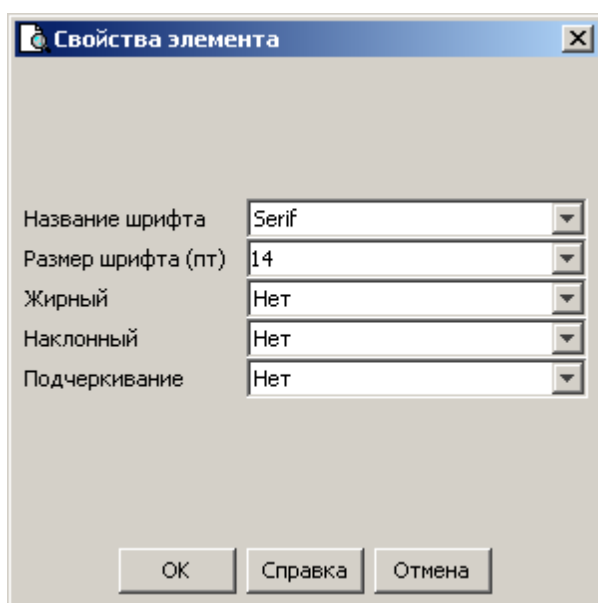 Свойства элемента
Название шрифта Serif
Размер шрифта (пт) 14
Жирный Нет
Наклонный Нет
Подчеркивание Нет
OK Справка Отмена